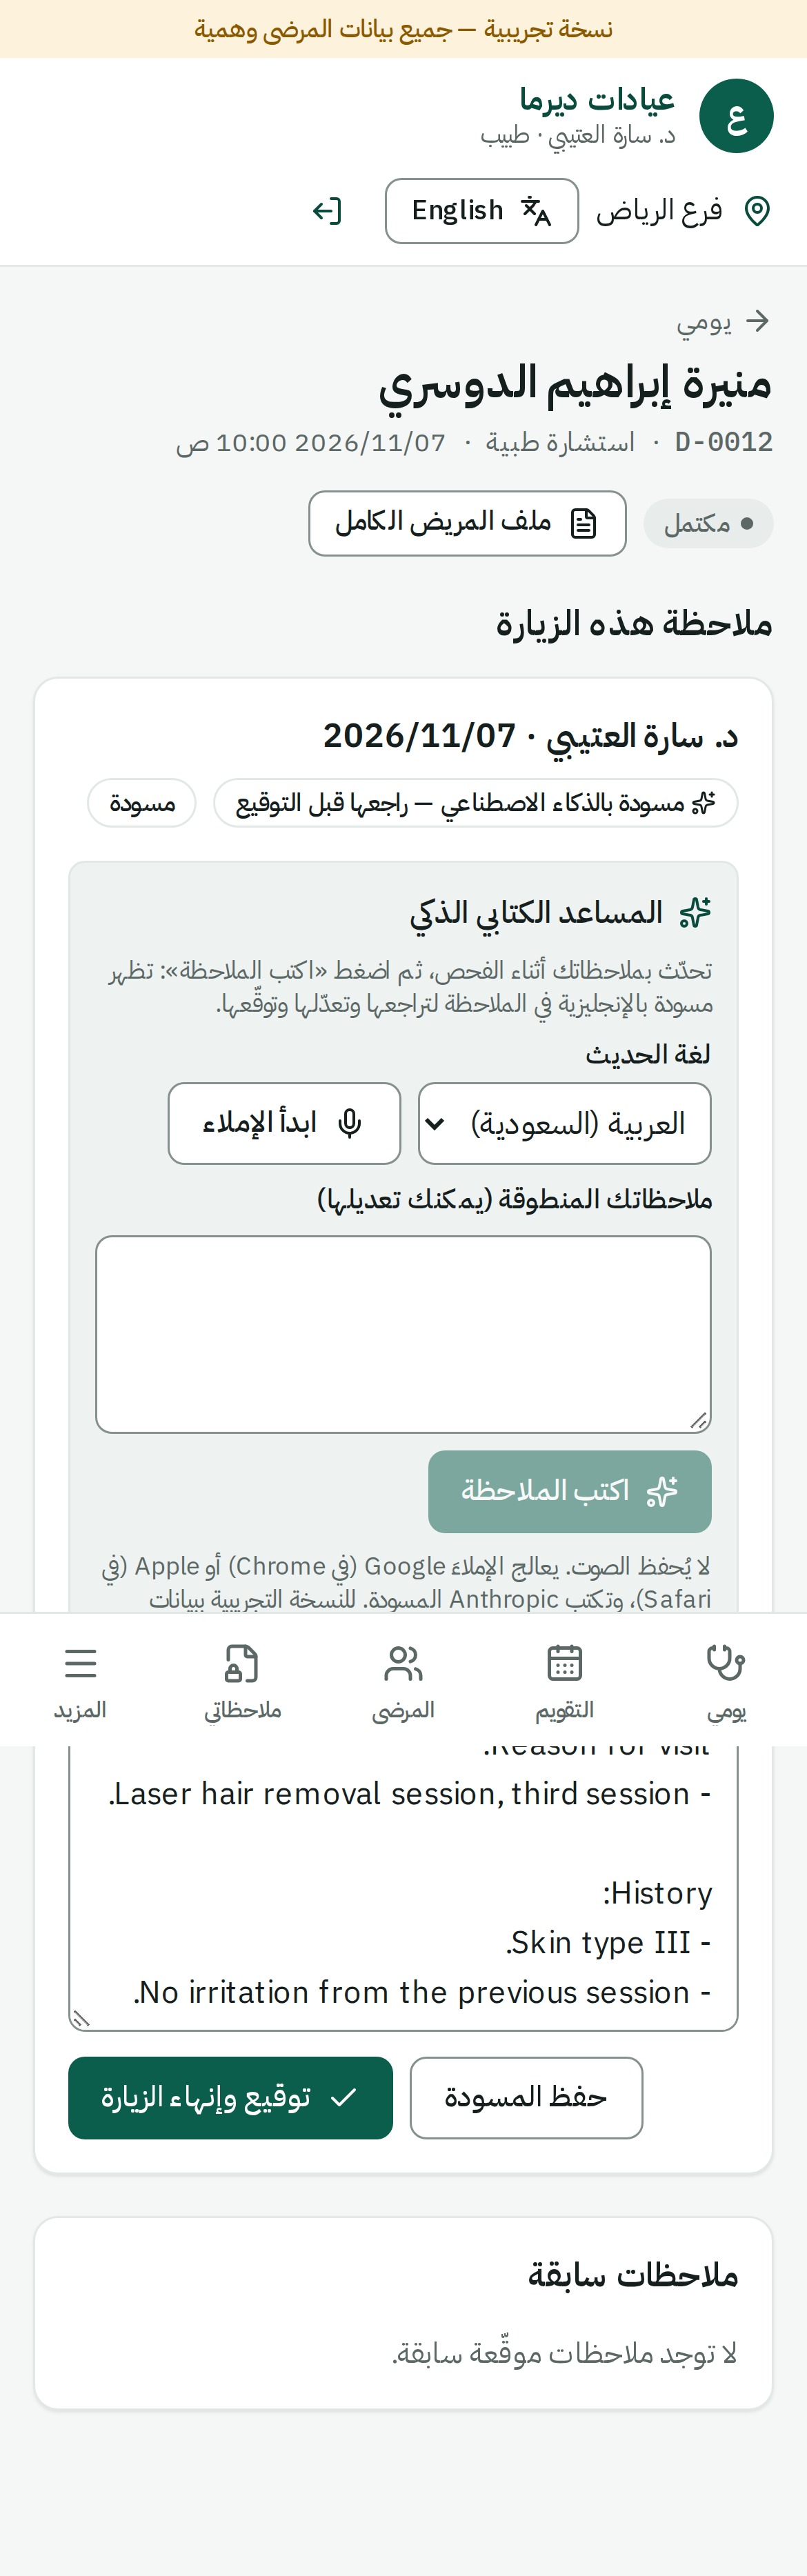 نسخة تجريبية — جميع بيانات المرضى وهمية
ع
عيادات ديرما
د. سارة العتيبي · طبيب
فرع الرياض
English
يومي
منيرة إبراهيم الدوسري
D-0012 · استشارة طبية · 2026/11/07 10:00 ص
مكتمل
ملف المريض الكامل
ملاحظة هذه الزيارة
د. سارة العتيبي · 2026/11/07
مسودة بالذكاء الاصطناعي — راجعها قبل التوقيع
مسودة
المساعد الكتابي الذكي
تحدّث بملاحظاتك أثناء الفحص، ثم اضغط «اكتب الملاحظة»: تظهر
مسودة بالإنجليزية في الملاحظة لتراجعها وتعدّلها وتوقّعها.
لغة الحديث
العربية (السعودية)
ابدأ الإملاء
ملاحظاتك المنطوقة (يمكنك تعديلها)
اكتب الملاحظة
لا يُحفظ الصوت. يعالج الإملاءَ Google (في Chrome) أو Apple (في
Safari)، وتكتب Anthropic المسودة. للنسخة التجريبية ببيانات
يومي
التقويم
المرضى
ملاحظاتي
المزيد
Reason for visit:
- Laser hair removal session, third session.
History:
- Skin type III.
- No irritation from the previous session.
حفظ المسودة
توقيع وإنهاء الزيارة
ملاحظات سابقة
لا توجد ملاحظات موقّعة سابقة.